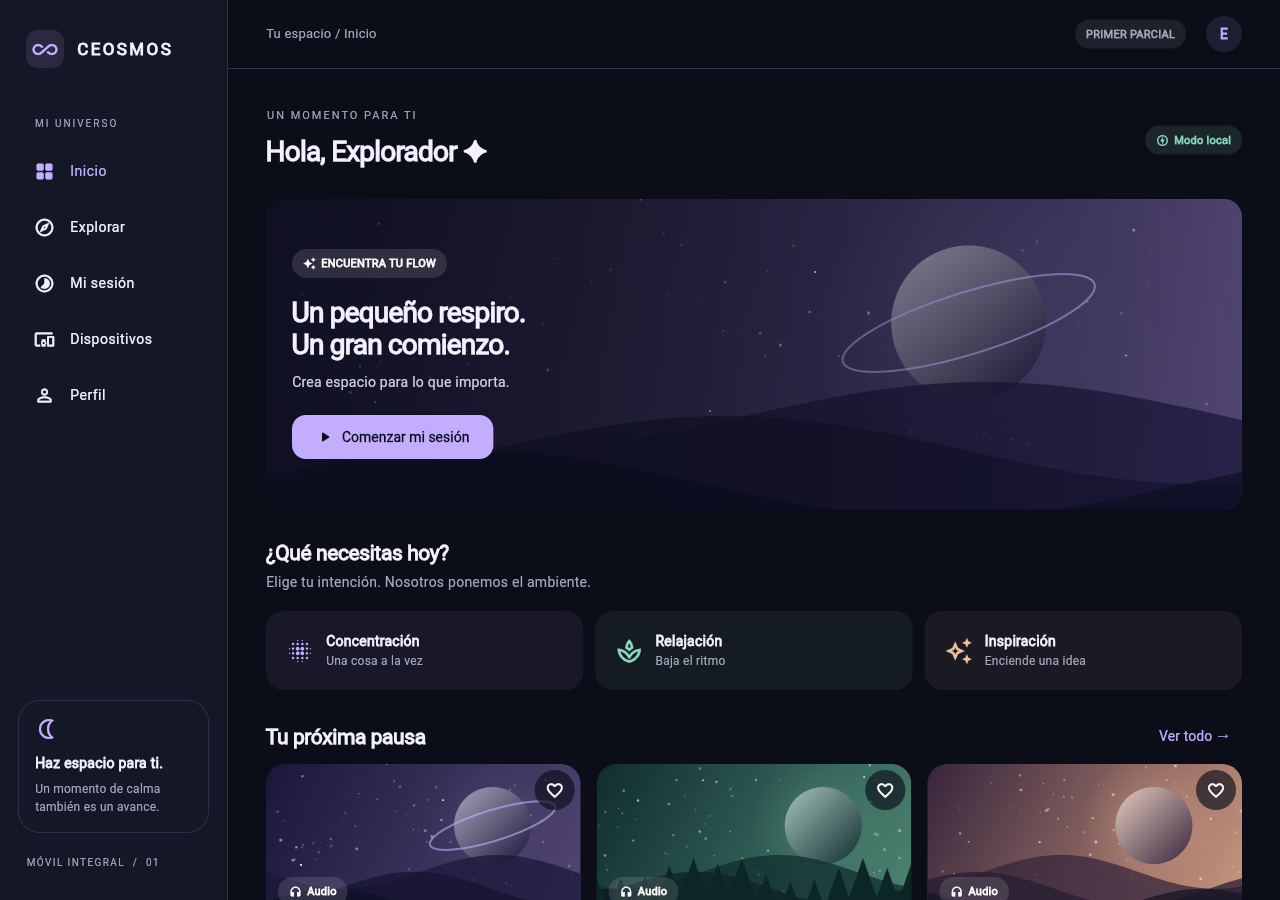 CEOSMOS
MI UNIVERSO
Inicio
Explorar
Mi sesión
Dispositivos
Perfil
Haz espacio para ti.
Un momento de calma
también es un avance.
MÓVIL INTEGRAL / 01
Tu espacio / Inicio
PRIMER PARCIAL
E
UN MOMENTO PARA TI
Hola, Explorador ✦
Modo local
ENCUENTRA TU FLOW
Un pequeño respiro.
Un gran comienzo.
Crea espacio para lo que importa.
Comenzar mi sesión
¿Qué necesitas hoy?
Elige tu intención. Nosotros ponemos el ambiente.
Concentración
Una cosa a la vez
Relajación
Baja el ritmo
Inspiración
Enciende una idea
Tu próxima pausa
Ver todo →
Audio
Audio
Audio